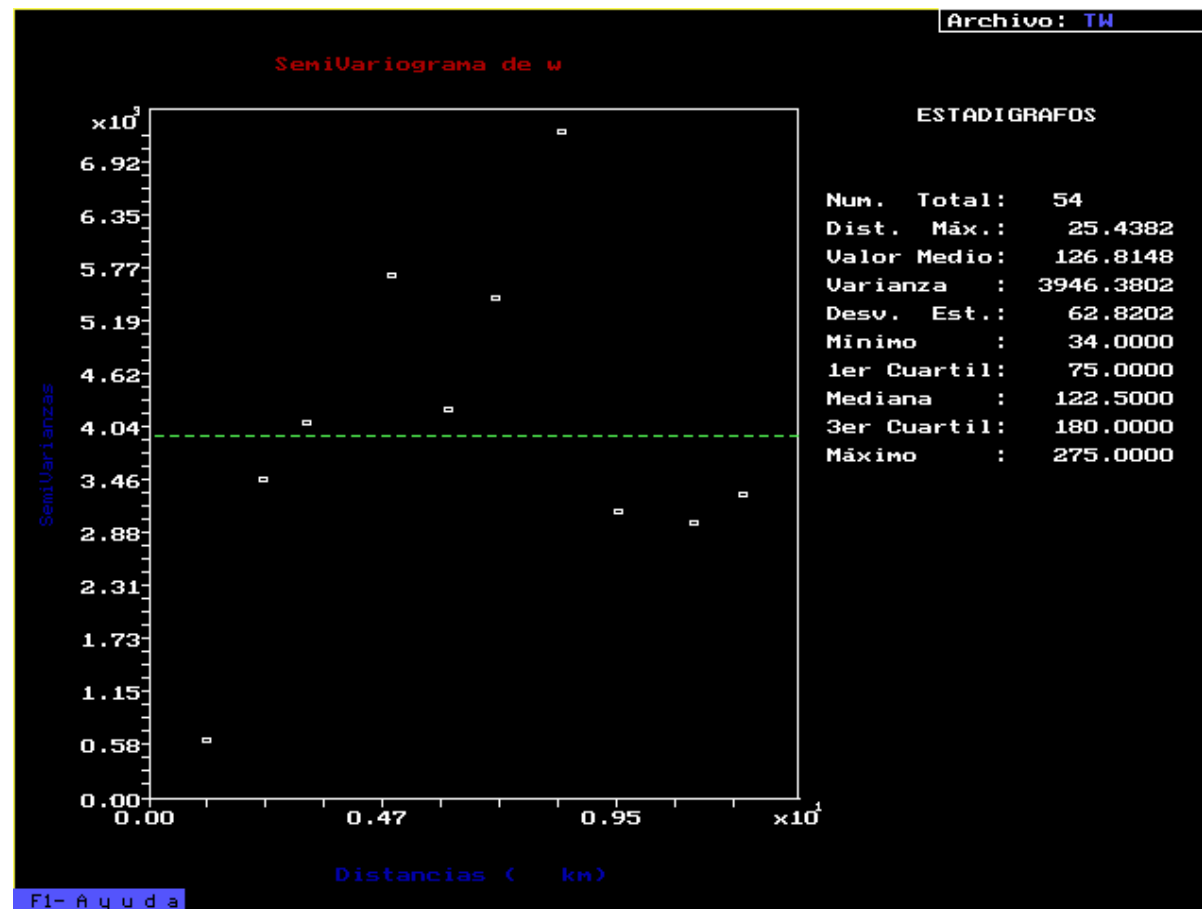 Archivo: TW
SemiVariograma de w
x10³
6.92
6.35
5.77
5.19
4.62
4.04
3.46
2.88
2.31
1.73
1.15
0.58
0.00
SemiVarianzas
0.00 0.47 0.95 x10¹
Distancias ( km)
ESTADIGRAFOS
Num. Total: 54
Dist. Máx.: 25.4382
Valor Medio: 126.8148
Varianza : 3946.3802
Desv. Est.: 62.8202
Mínimo : 34.0000
1er Cuartil: 75.0000
Mediana : 122.5000
3er Cuartil: 180.0000
Máximo : 275.0000
F1- A y u d a